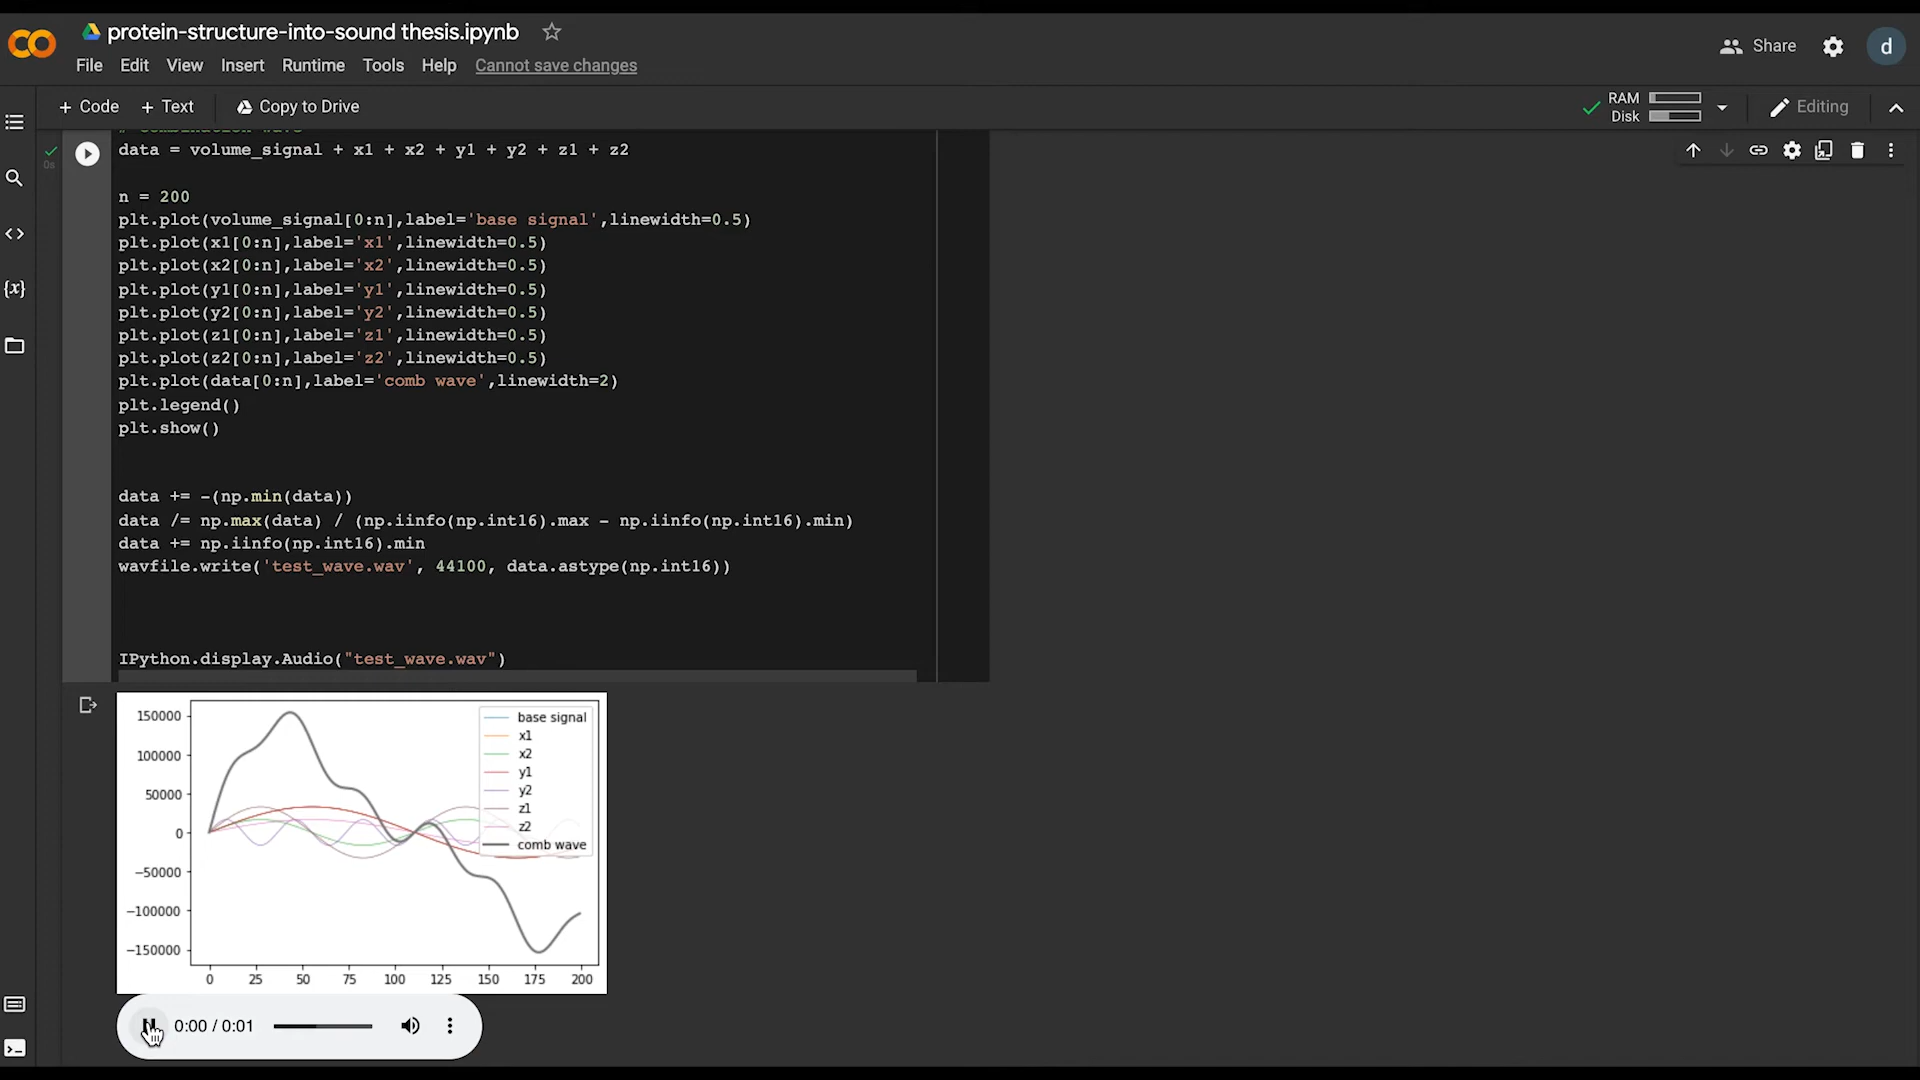 protein-structure-into-sound thesis.ipynb
File Edit View Insert Runtime Tools Help Cannot save changes
Share
d
+ Code + Text Copy to Drive
RAM
Disk
Editing
{x}
0s
data = volume_signal + x1 + x2 + y1 + y2 + z1 + z2
n = 200
plt.plot(volume_signal[0:n],label='base signal',linewidth=0.5)
plt.plot(x1[0:n],label='x1',linewidth=0.5)
plt.plot(x2[0:n],label='x2',linewidth=0.5)
plt.plot(y1[0:n],label='y1',linewidth=0.5)
plt.plot(y2[0:n],label='y2',linewidth=0.5)
plt.plot(z1[0:n],label='z1',linewidth=0.5)
plt.plot(z2[0:n],label='z2',linewidth=0.5)
plt.plot(data[0:n],label='comb wave',linewidth=2)
plt.legend()
plt.show()
data += -(np.min(data))
data /= np.max(data) / (np.iinfo(np.int16).max - np.iinfo(np.int16).min)
data += np.iinfo(np.int16).min
wavfile.write('test_wave.wav', 44100, data.astype(np.int16))
IPython.display.Audio("test_wave.wav")
150000
100000
50000
0
-50000
-100000
-150000
base signal
x1
x2
y1
y2
z1
z2
comb wave
0 25 50 75 100 125 150 175 200
0:00 / 0:01